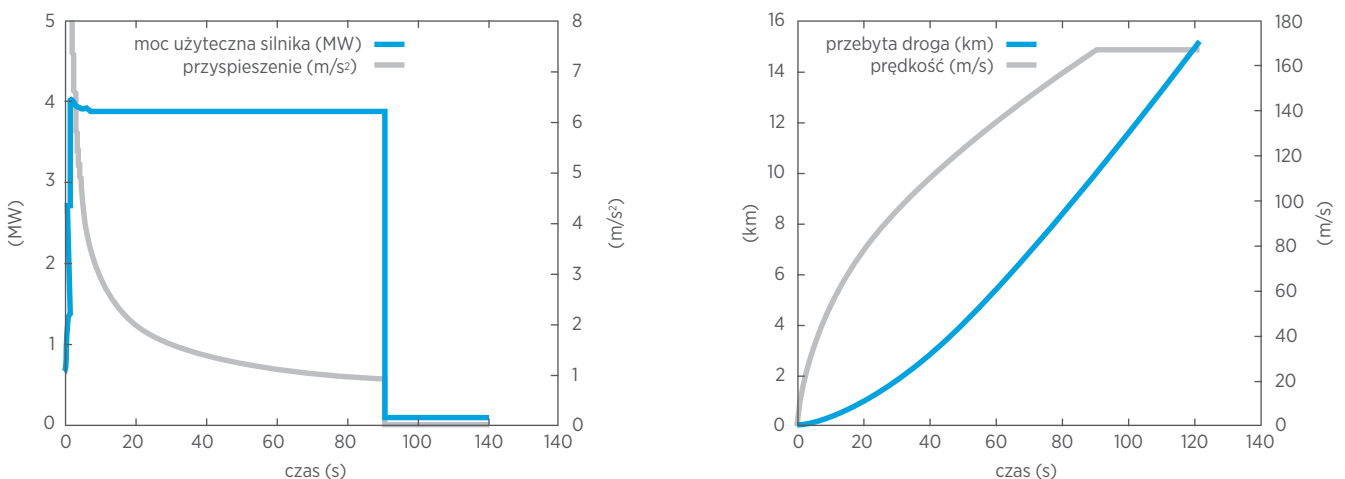 moc użyteczna silnika (MW)
przyspieszenie (m/s²)
5
4
3
2
1
0
(MW)
8
7
6
5
4
3
2
1
0
(m/s²)
0 20 40 60 80 100 140 140
czas (s)
przebyta droga (km)
prędkość (m/s)
16
14
12
10
8
6
4
2
0
(km)
180
160
140
120
100
80
60
40
20
0
(m/s)
0 20 40 60 80 100 120 140
czas (s)